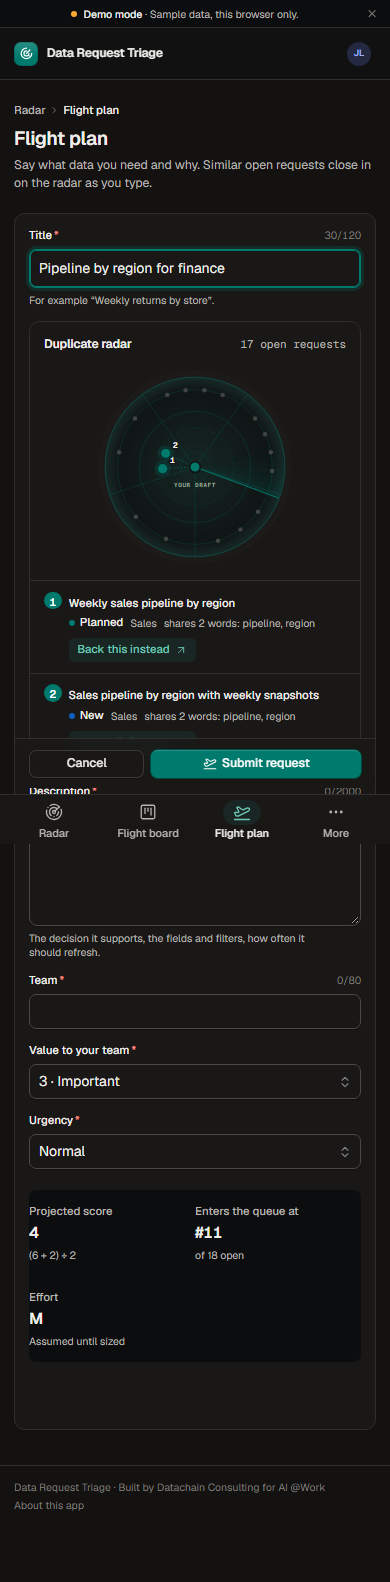 Demo mode · Sample data, this browser only.
Data Request Triage
JL
Radar > Flight plan
Flight plan
Say what data you need and why. Similar open requests close in
on the radar as you type.
Title * 30/120
Pipeline by region for finance
For example “Weekly returns by store”.
Duplicate radar 17 open requests
2
1
YOUR DRAFT
1 Weekly sales pipeline by region
Planned Sales shares 2 words: pipeline, region
Back this instead
2 Sales pipeline by region with weekly snapshots
New Sales shares 2 words: pipeline, region
Cancel Submit request
Description * 0/2000
Radar Flight board Flight plan More
The decision it supports, the fields and filters, how often it
should refresh.
Team * 0/80
Value to your team *
3 · Important
Urgency *
Normal
Projected score Enters the queue at
4 #11
(6 + 2) ÷ 2 of 18 open
Effort
M
Assumed until sized
Data Request Triage · Built by Datachain Consulting for AI @Work
About this app